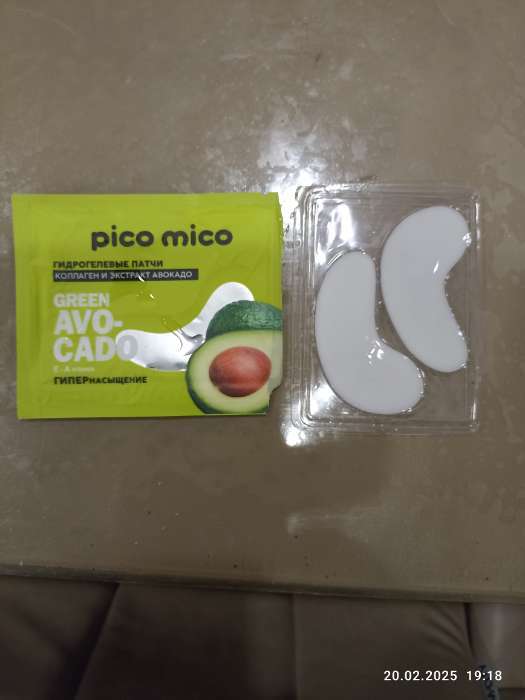 pico mico
ГИДРОГЕЛЕВЫЕ ПАТЧИ
КОЛЛАГЕН И ЭКСТРАКТ АВОКАДО
GREEN
AVO-
CADO
E - A
ГИПЕРНАСЫЩЕНИЕ
20.02.2025 19:18